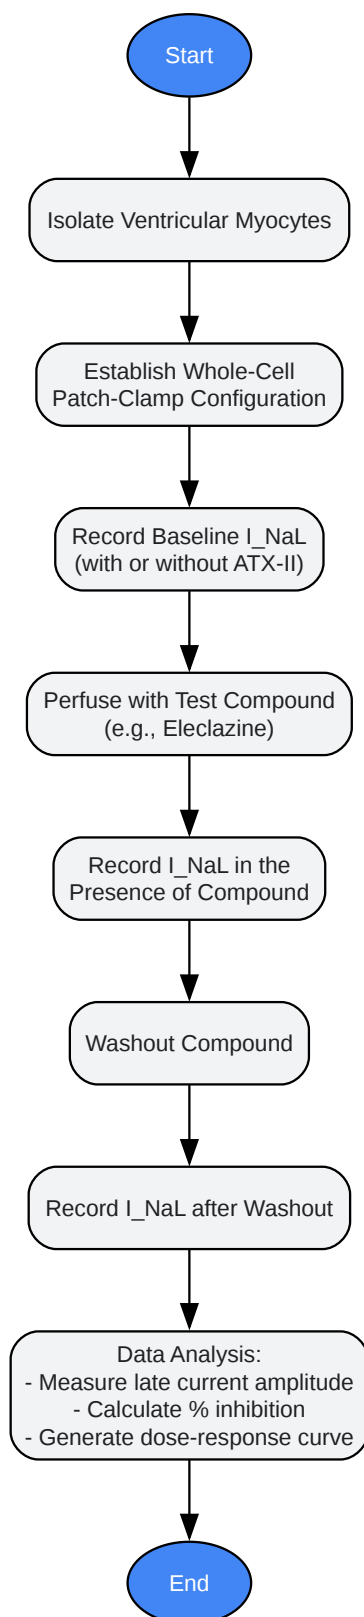 Start
Isolate Ventricular Myocytes
Establish Whole-Cell
Patch-Clamp Configuration
Record Baseline I_NaL
(with or without ATX-II)
Perfuse with Test Compound
(e.g., Eleclazine)
Record I_NaL in the
Presence of Compound
Washout Compound
Record I_NaL after Washout
Data Analysis:
- Measure late current amplitude
- Calculate % inhibition
- Generate dose-response curve
End